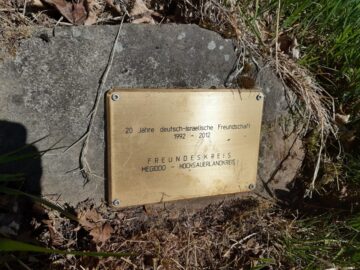 20 Jahre deutsch-israelische Freundschaft
1992 - 2012
FREUNDESKREIS
MEGIDDO - HOCHSAUERLANDKREIS